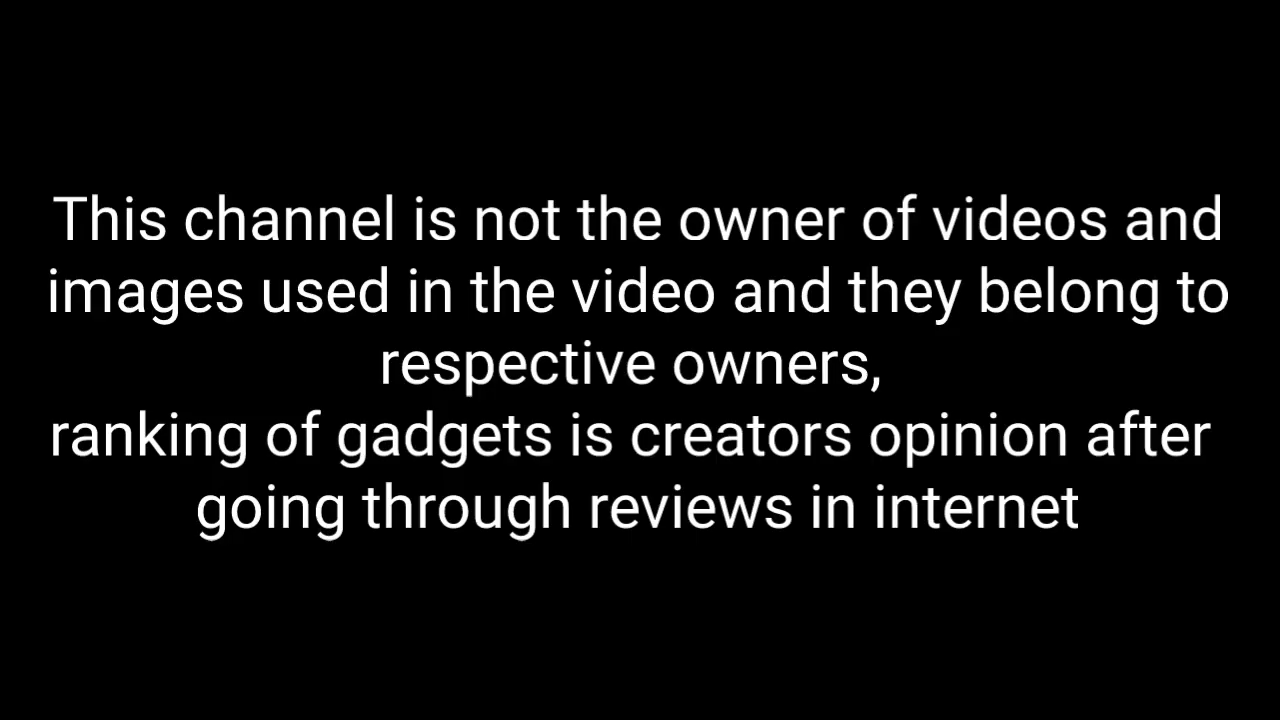 This channel is not the owner of videos and
images used in the video and they belong to
respective owners,
ranking of gadgets is creators opinion after
going through reviews in internet